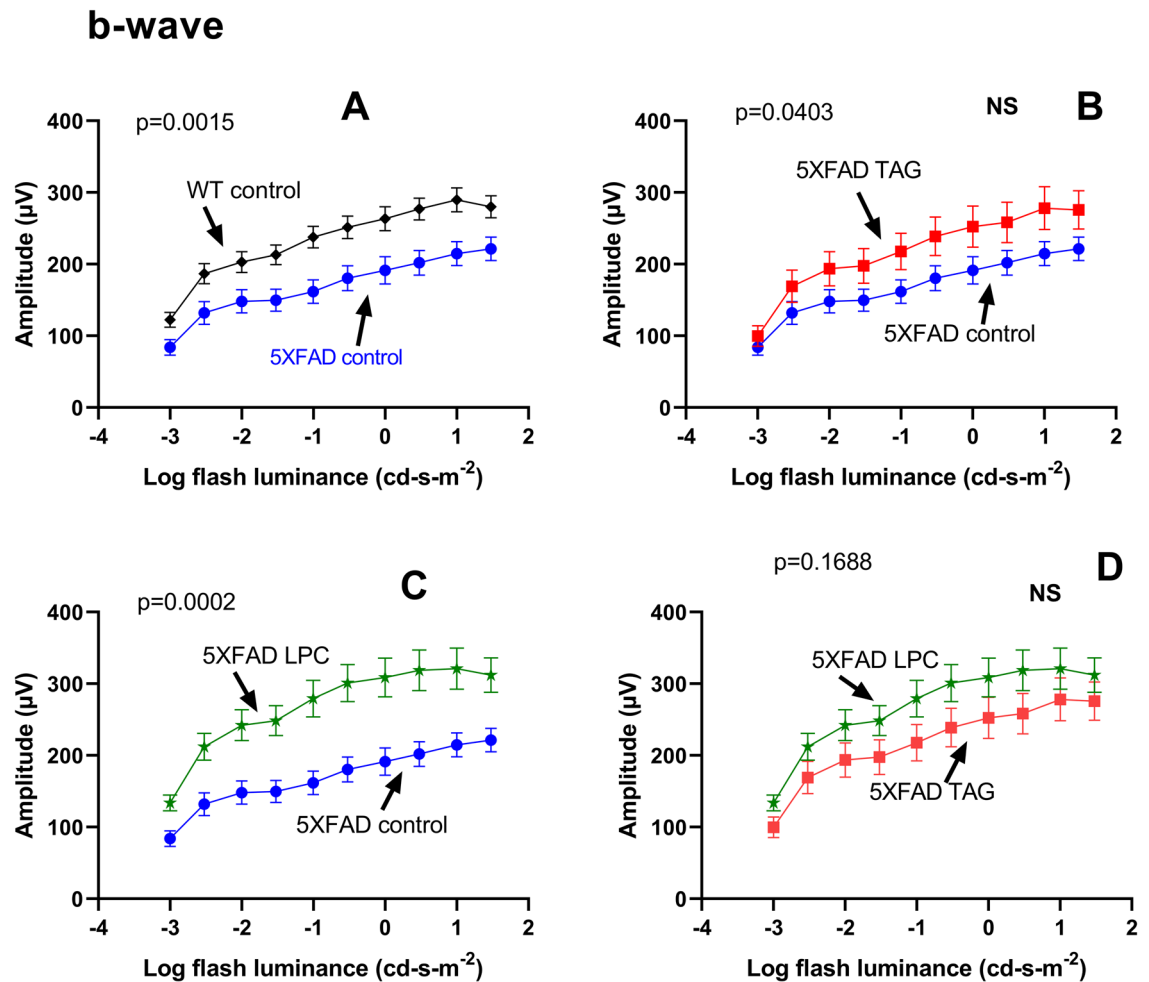 b-wave
A
p=0.0015
400
300
200
100
0
WT control
5XFAD control
Amplitude (µV)
-4 -3 -2 -1 0 1 2
Log flash luminance (cd-s-m-2)
B
p=0.0403
NS
400
300
200
100
0
5XFAD TAG
5XFAD control
Amplitude (µV)
-4 -3 -2 -1 0 1 2
Log flash luminance (cd-s-m-2)
C
p=0.0002
400
300
200
100
0
5XFAD LPC
5XFAD control
Amplitude (µV)
-4 -3 -2 -1 0 1 2
Log flash luminance (cd-s-m-2)
D
p=0.1688
NS
400
300
200
100
0
5XFAD LPC
5XFAD TAG
Amplitude (µV)
-4 -3 -2 -1 0 1 2
Log flash luminance (cd-s-m-2)